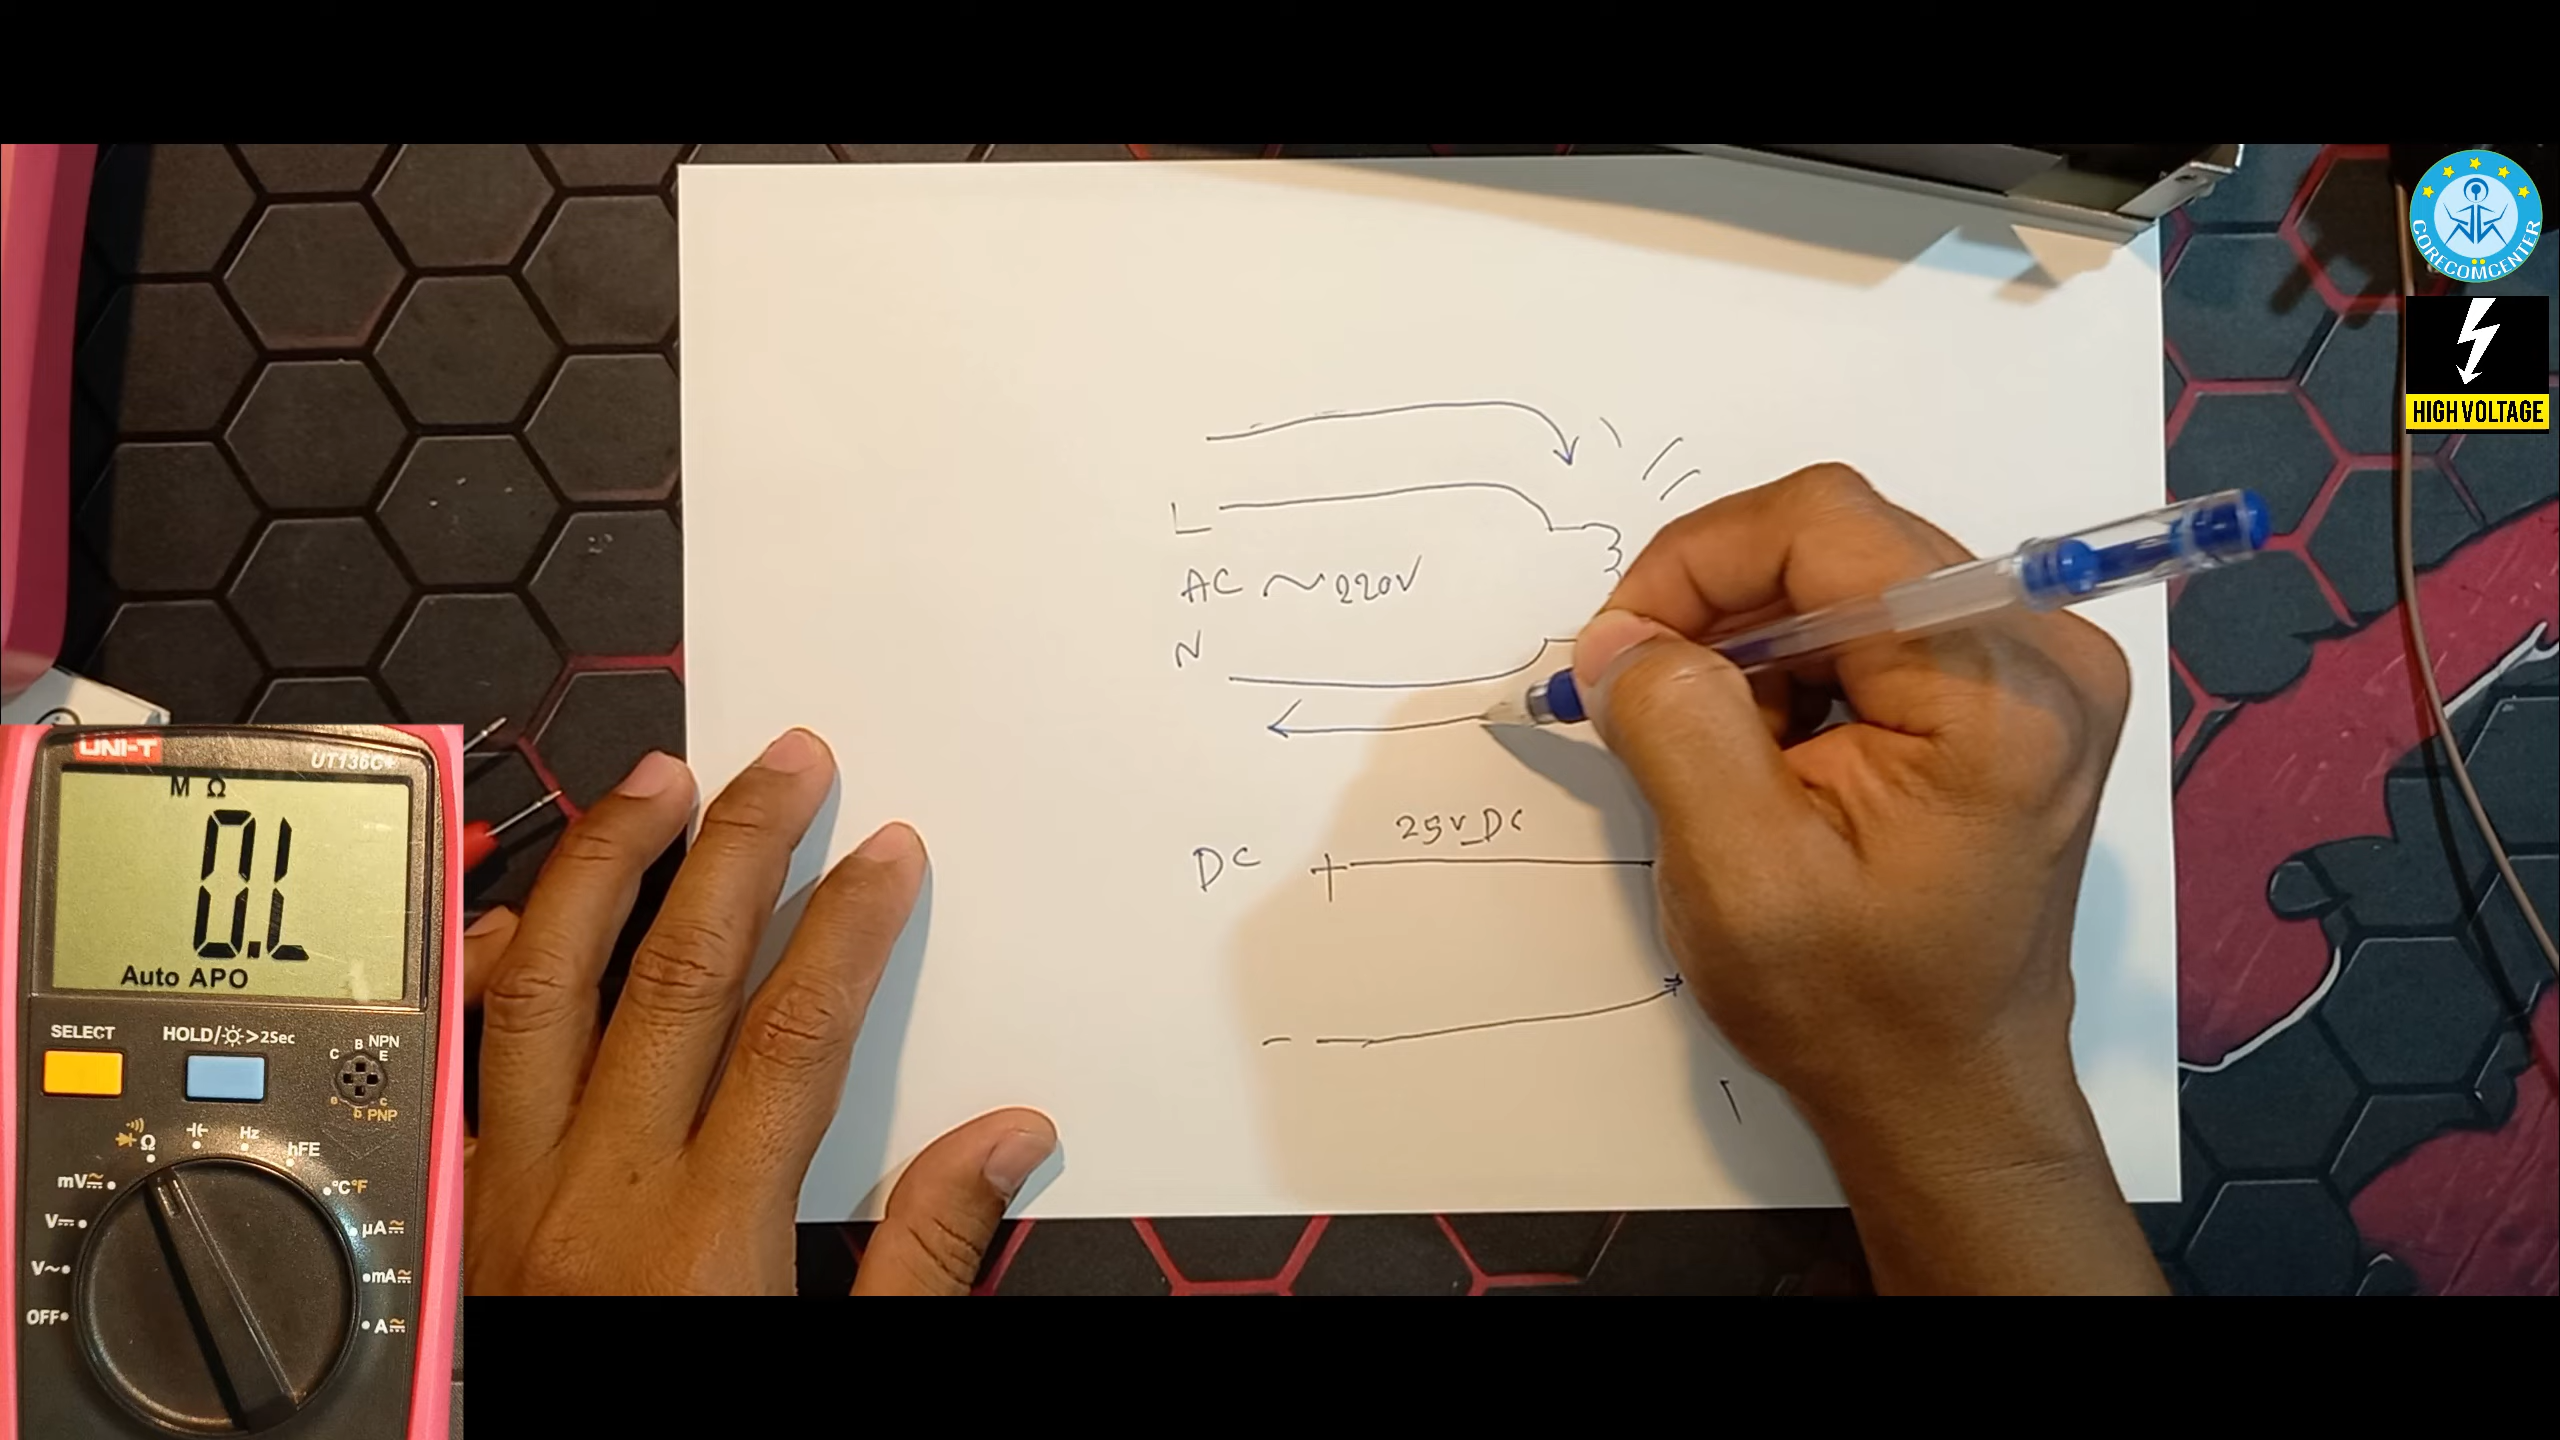 CORECOMCENTER
HIGH VOLTAGE
L
AC ~ 220V
N
25V DC
DC +
-
UNI-T
UT136C+
M Ω
0.L
Auto APO
SELECT
HOLD/☼>2Sec
C B NPN E
e b c PNP
Ω
Hz
hFE
mV
°C°F
V⎓
µA
V~
mA
OFF
A